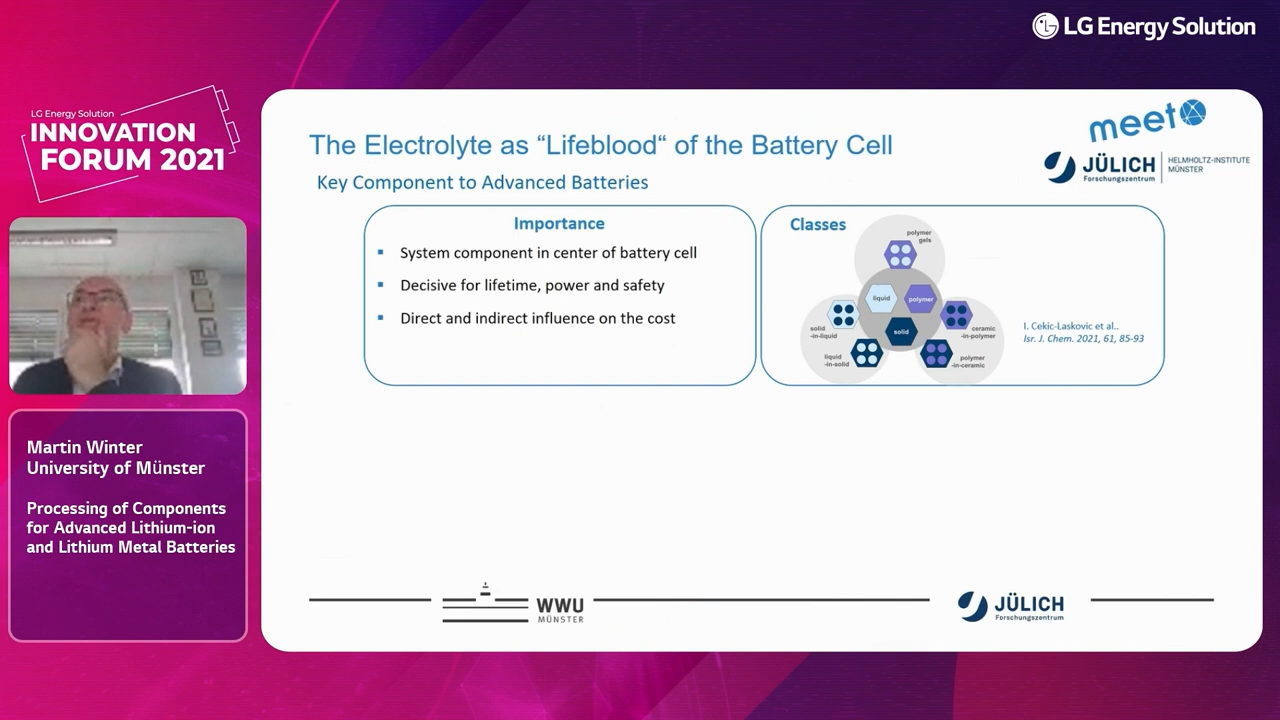 LG Energy Solution
LG Energy Solution
INNOVATION
FORUM 2021
Martin Winter
University of Münster
Processing of Components
for Advanced Lithium-ion
and Lithium Metal Batteries
The Electrolyte as “Lifeblood“ of the Battery Cell
Key Component to Advanced Batteries
meet
JÜLICH
Forschungszentrum
HELMHOLTZ-INSTITUTE
MÜNSTER
Importance
▪ System component in center of battery cell
▪ Decisive for lifetime, power and safety
▪ Direct and indirect influence on the cost
Classes
polymer
gels
liquid
polymer
solid
solid
-in-liquid
liquid
-in-solid
ceramic
-in-polymer
polymer
-in-ceramic
I. Cekic-Laskovic et al..
Isr. J. Chem. 2021, 61, 85-93
WWU
MÜNSTER
JÜLICH
Forschungszentrum